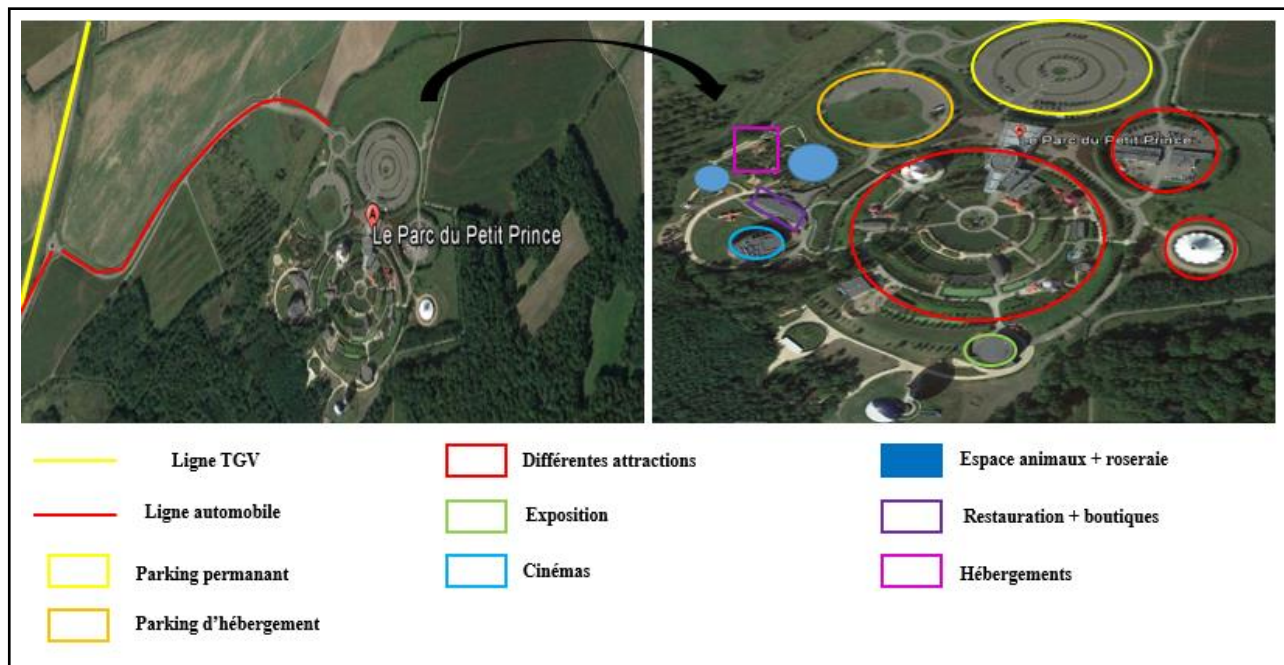 A
Le Parc du Petit Prince
Le Parc du Petit Prince
Ligne TGV
Ligne automobile
Parking permanant
Parking d’hébergement
Différentes attractions
Exposition
Cinémas
Espace animaux + roseraie
Restauration + boutiques
Hébergements